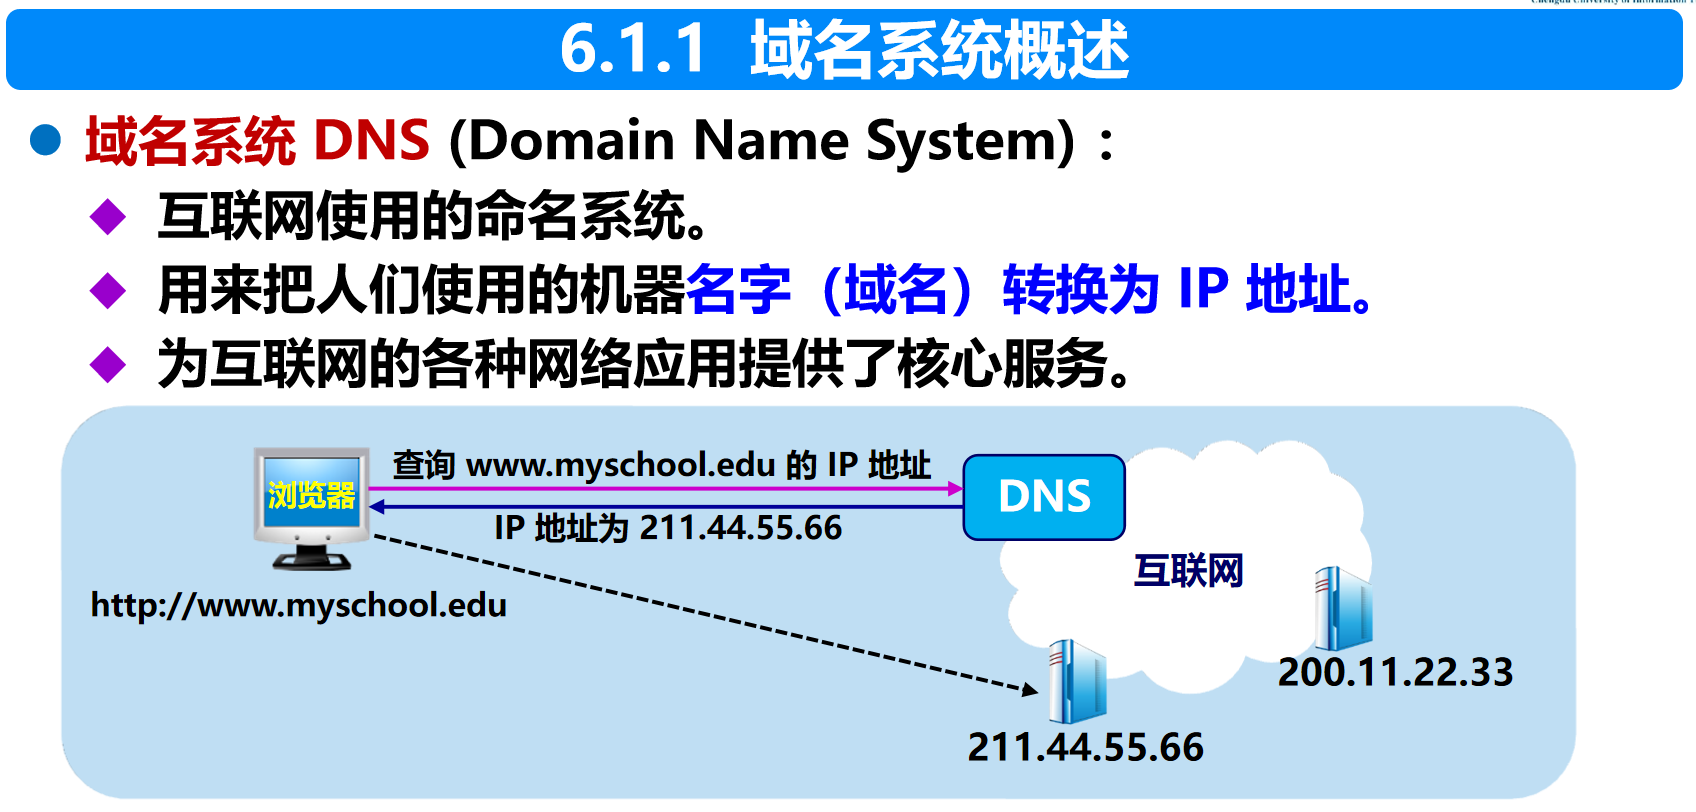 Chengdu University of Information T
6.1.1 域名系统概述
域名系统 DNS (Domain Name System)：
互联网使用的命名系统。
用来把人们使用的机器名字（域名）转换为 IP 地址。
为互联网的各种网络应用提供了核心服务。
查询 www.myschool.edu 的 IP 地址
浏览器
DNS
IP 地址为 211.44.55.66
互联网
http://www.myschool.edu
200.11.22.33
211.44.55.66